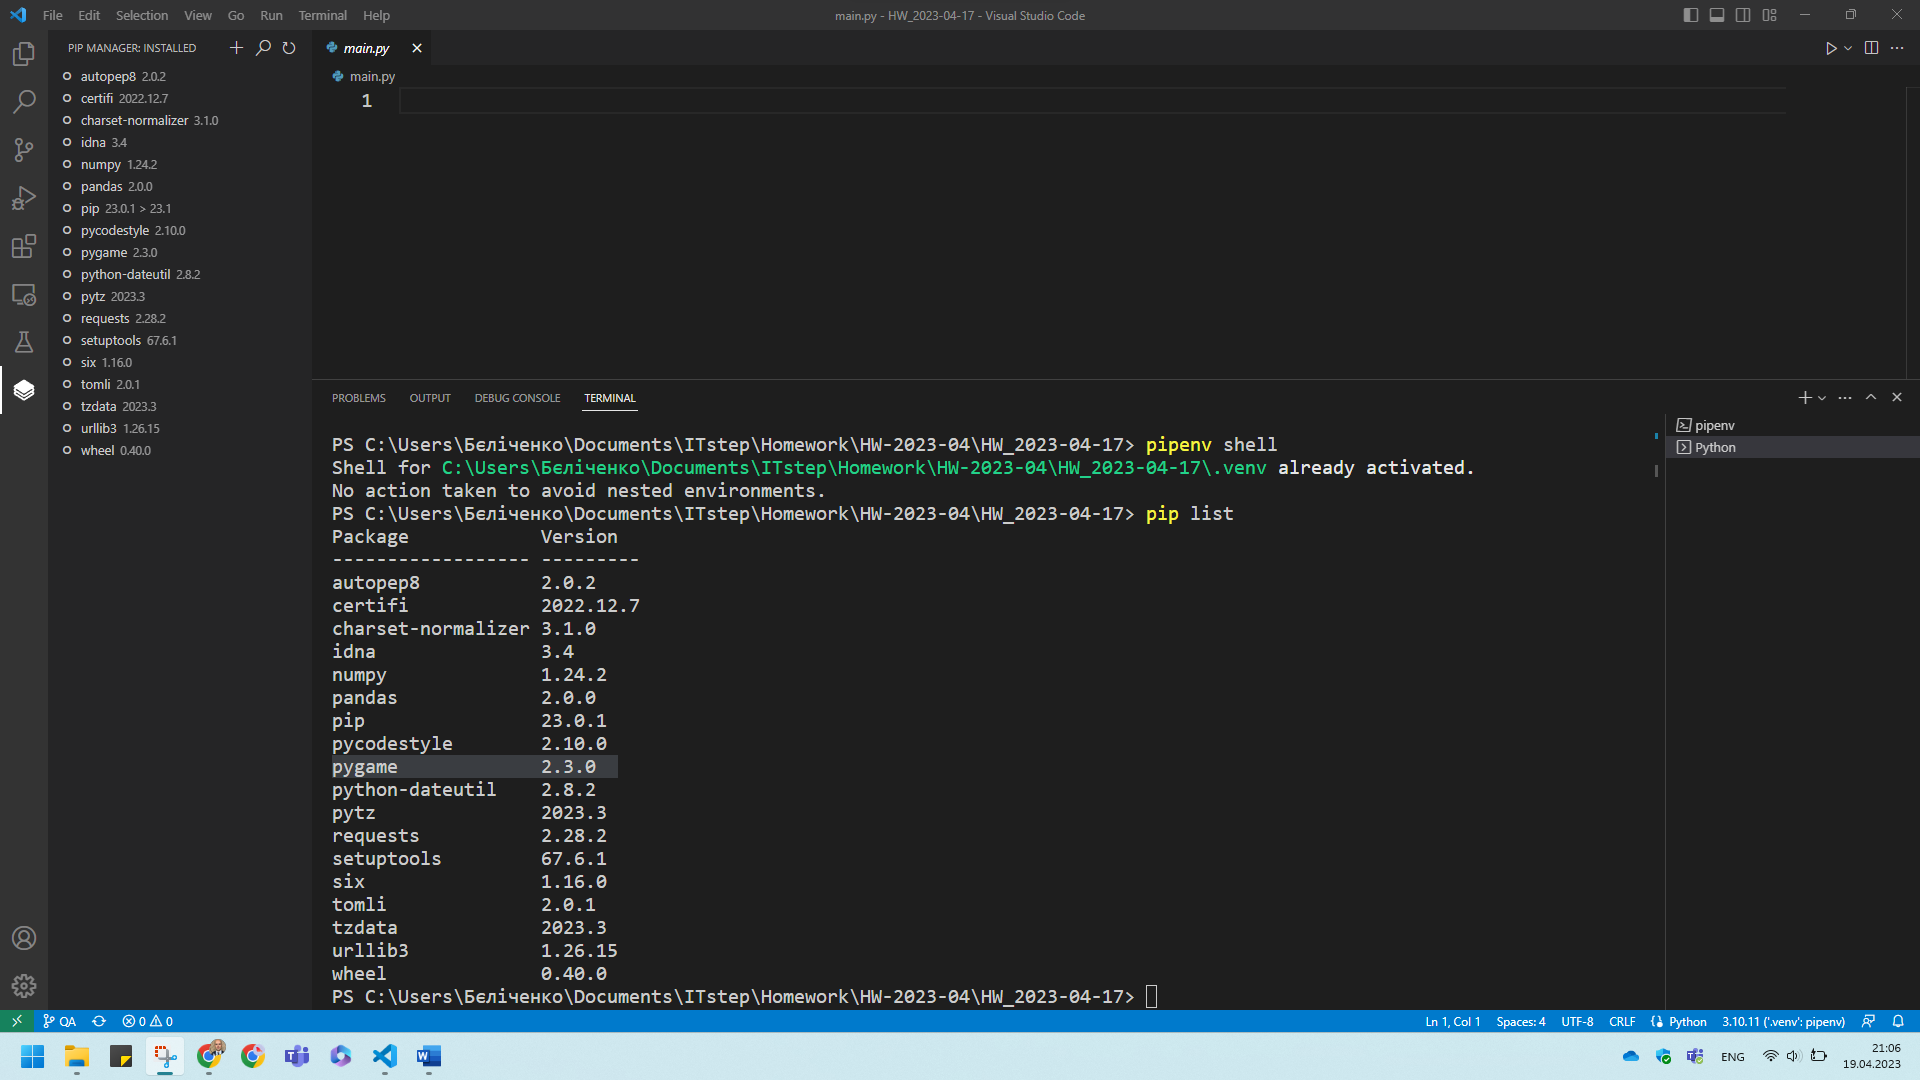 File Edit Selection View Go Run Terminal Help
main.py - HW_2023-04-17 - Visual Studio Code
PIP MANAGER: INSTALLED
autopep8 2.0.2
certifi 2022.12.7
charset-normalizer 3.1.0
idna 3.4
numpy 1.24.2
pandas 2.0.0
pip 23.0.1 > 23.1
pycodestyle 2.10.0
pygame 2.3.0
python-dateutil 2.8.2
pytz 2023.3
requests 2.28.2
setuptools 67.6.1
six 1.16.0
tomli 2.0.1
tzdata 2023.3
urllib3 1.26.15
wheel 0.40.0
main.py
main.py
1
PROBLEMS OUTPUT DEBUG CONSOLE TERMINAL
PS C:\Users\Бєліченко\Documents\ITstep\Homework\HW-2023-04\HW_2023-04-17> pipenv shell
Shell for C:\Users\Бєліченко\Documents\ITstep\Homework\HW-2023-04\HW_2023-04-17\.venv already activated.
No action taken to avoid nested environments.
PS C:\Users\Бєліченко\Documents\ITstep\Homework\HW-2023-04\HW_2023-04-17> pip list
Package Version
------------------ ---------
autopep8 2.0.2
certifi 2022.12.7
charset-normalizer 3.1.0
idna 3.4
numpy 1.24.2
pandas 2.0.0
pip 23.0.1
pycodestyle 2.10.0
pygame 2.3.0
python-dateutil 2.8.2
pytz 2023.3
requests 2.28.2
setuptools 67.6.1
six 1.16.0
tomli 2.0.1
tzdata 2023.3
urllib3 1.26.15
wheel 0.40.0
PS C:\Users\Бєліченко\Documents\ITstep\Homework\HW-2023-04\HW_2023-04-17>
pipenv
Python
QA 0 0
Ln 1, Col 1 Spaces: 4 UTF-8 CRLF Python 3.10.11 ('.venv': pipenv)
ENG
21:06
19.04.2023